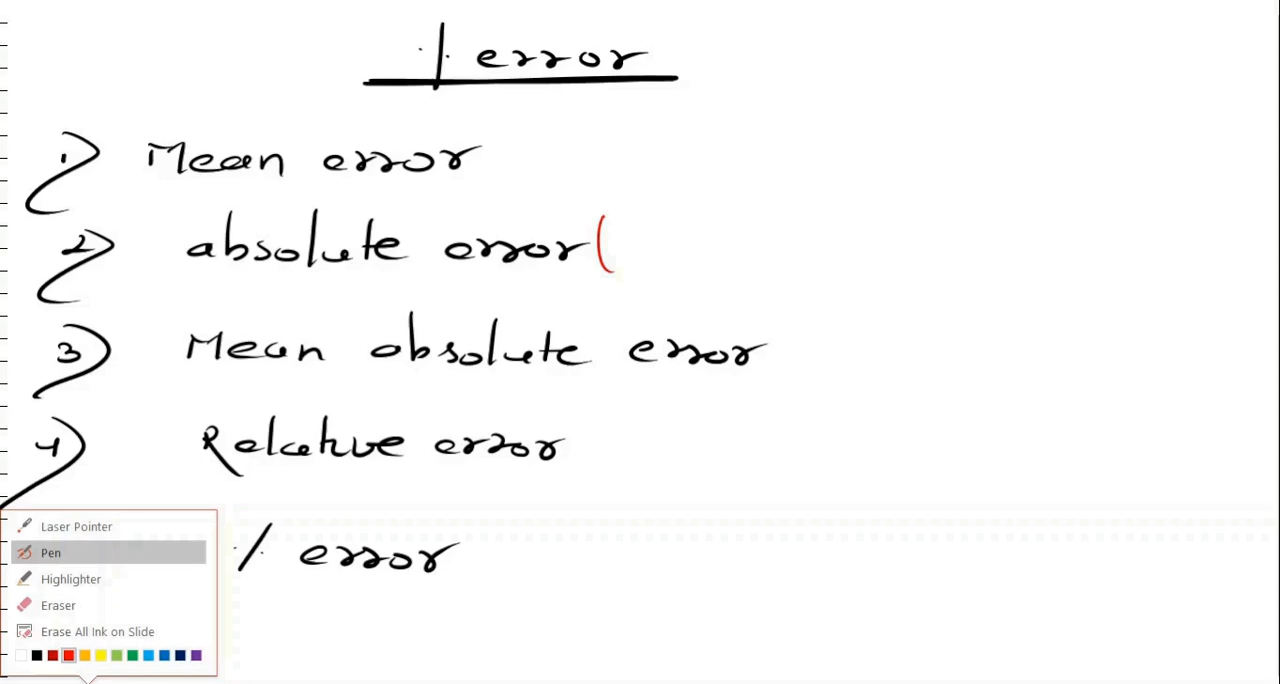 % error
1) Mean error
2) absolute error(
3) Mean absolute error
4) Relative error
% error
Laser Pointer
Pen
Highlighter
Eraser
Erase All Ink on Slide